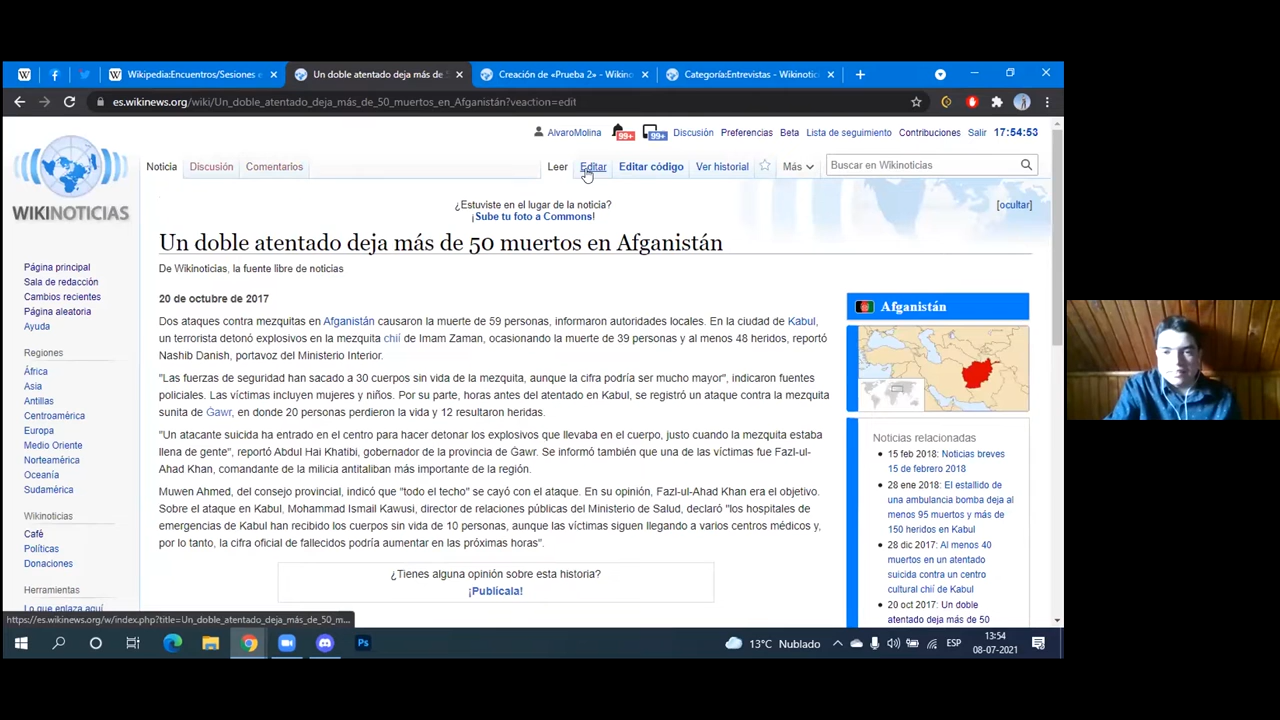 Wikipedia:Encuentros/Sesiones e
Un doble atentado deja más de 5
Creación de «Prueba 2» - Wikino
Categoría:Entrevistas - Wikinotic
es.wikinews.org/wiki/Un_doble_atentado_deja_más_de_50_muertos_en_Afganistán?veaction=edit
AlvaroMolina 99+ 99+ Discusión Preferencias Beta Lista de seguimiento Contribuciones Salir 17:54:53
Noticia Discusión Comentarios Leer Editar Editar código Ver historial Más Buscar en Wikinoticias
WIKINOTICIAS
¿Estuviste en el lugar de la noticia? [ocultar]
¡Sube tu foto a Commons!
Un doble atentado deja más de 50 muertos en Afganistán
De Wikinoticias, la fuente libre de noticias
20 de octubre de 2017
Dos ataques contra mezquitas en Afganistán causaron la muerte de 59 personas, informaron autoridades locales. En la ciudad de Kabul,
un terrorista detonó explosivos en la mezquita chií de Imam Zaman, ocasionando la muerte de 39 personas y al menos 48 heridos, reportó
Nashib Danish, portavoz del Ministerio Interior.
"Las fuerzas de seguridad han sacado a 30 cuerpos sin vida de la mezquita, aunque la cifra podría ser mucho mayor", indicaron fuentes
policiales. Las víctimas incluyen mujeres y niños. Por su parte, horas antes del atentado en Kabul, se registró un ataque contra la mezquita
sunita de Gawr, en donde 20 personas perdieron la vida y 12 resultaron heridas.
"Un atacante suicida ha entrado en el centro para hacer detonar los explosivos que llevaba en el cuerpo, justo cuando la mezquita estaba
llena de gente", reportó Abdul Hai Khatibi, gobernador de la provincia de Gawr. Se informó también que una de las víctimas fue Fazl-ul-
Ahad Khan, comandante de la milicia antitaliban más importante de la región.
Muwen Ahmed, del consejo provincial, indicó que "todo el techo" se cayó con el ataque. En su opinión, Fazl-ul-Ahad Khan era el objetivo.
Sobre el ataque en Kabul, Mohammad Ismail Kawusi, director de relaciones públicas del Ministerio de Salud, declaró "los hospitales de
emergencias de Kabul han recibido los cuerpos sin vida de 10 personas, aunque las víctimas siguen llegando a varios centros médicos y,
por lo tanto, la cifra oficial de fallecidos podría aumentar en las próximas horas".
¿Tienes alguna opinión sobre esta historia?
¡Publícala!
Afganistán
Noticias relacionadas
15 feb 2018: Noticias breves
15 de febrero 2018
28 ene 2018: El estallido de
una ambulancia bomba deja al
menos 95 muertos y más de
150 heridos en Kabul
28 dic 2017: Al menos 40
muertos en un atentado
suicida contra un centro
cultural chií de Kabul
20 oct 2017: Un doble
atentado deja más de 50
Página principal
Sala de redacción
Cambios recientes
Página aleatoria
Ayuda
Regiones
África
Asia
Antillas
Centroamérica
Europa
Medio Oriente
Norteamérica
Oceanía
Sudamérica
Wikinoticias
Café
Políticas
Donaciones
Herramientas
Lo que enlaza aquí
https://es.wikinews.org/w/index.php?title=Un_doble_atentado_deja_más_de_50_m...
13°C Nublado ESP 13:54
08-07-2021